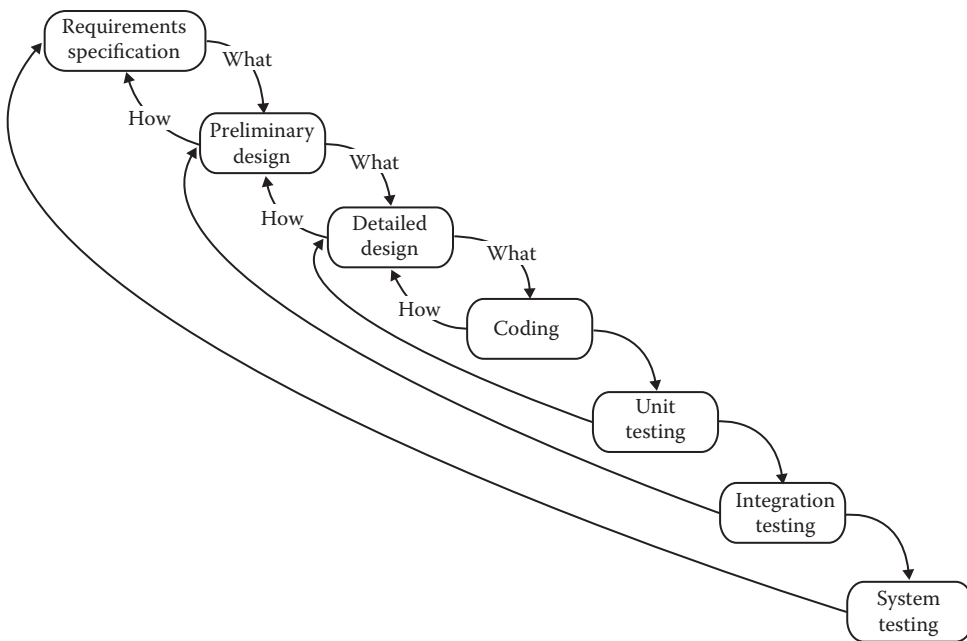 Requirements
specification
What
How
Preliminary
design
What
How
Detailed
design
What
How
Coding
Unit
testing
Integration
testing
System
testing